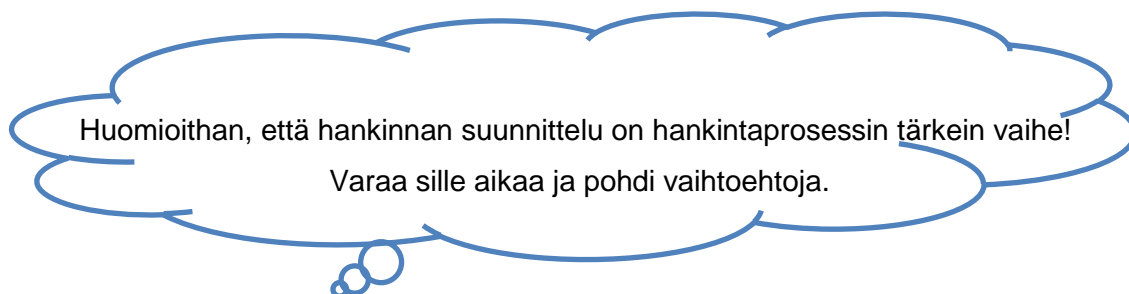 Huomioithan, että hankinnan suunnittelu on hankintaprosessin tärkein vaihe!
Varaa sille aikaa ja pohdi vaihtoehtoja.